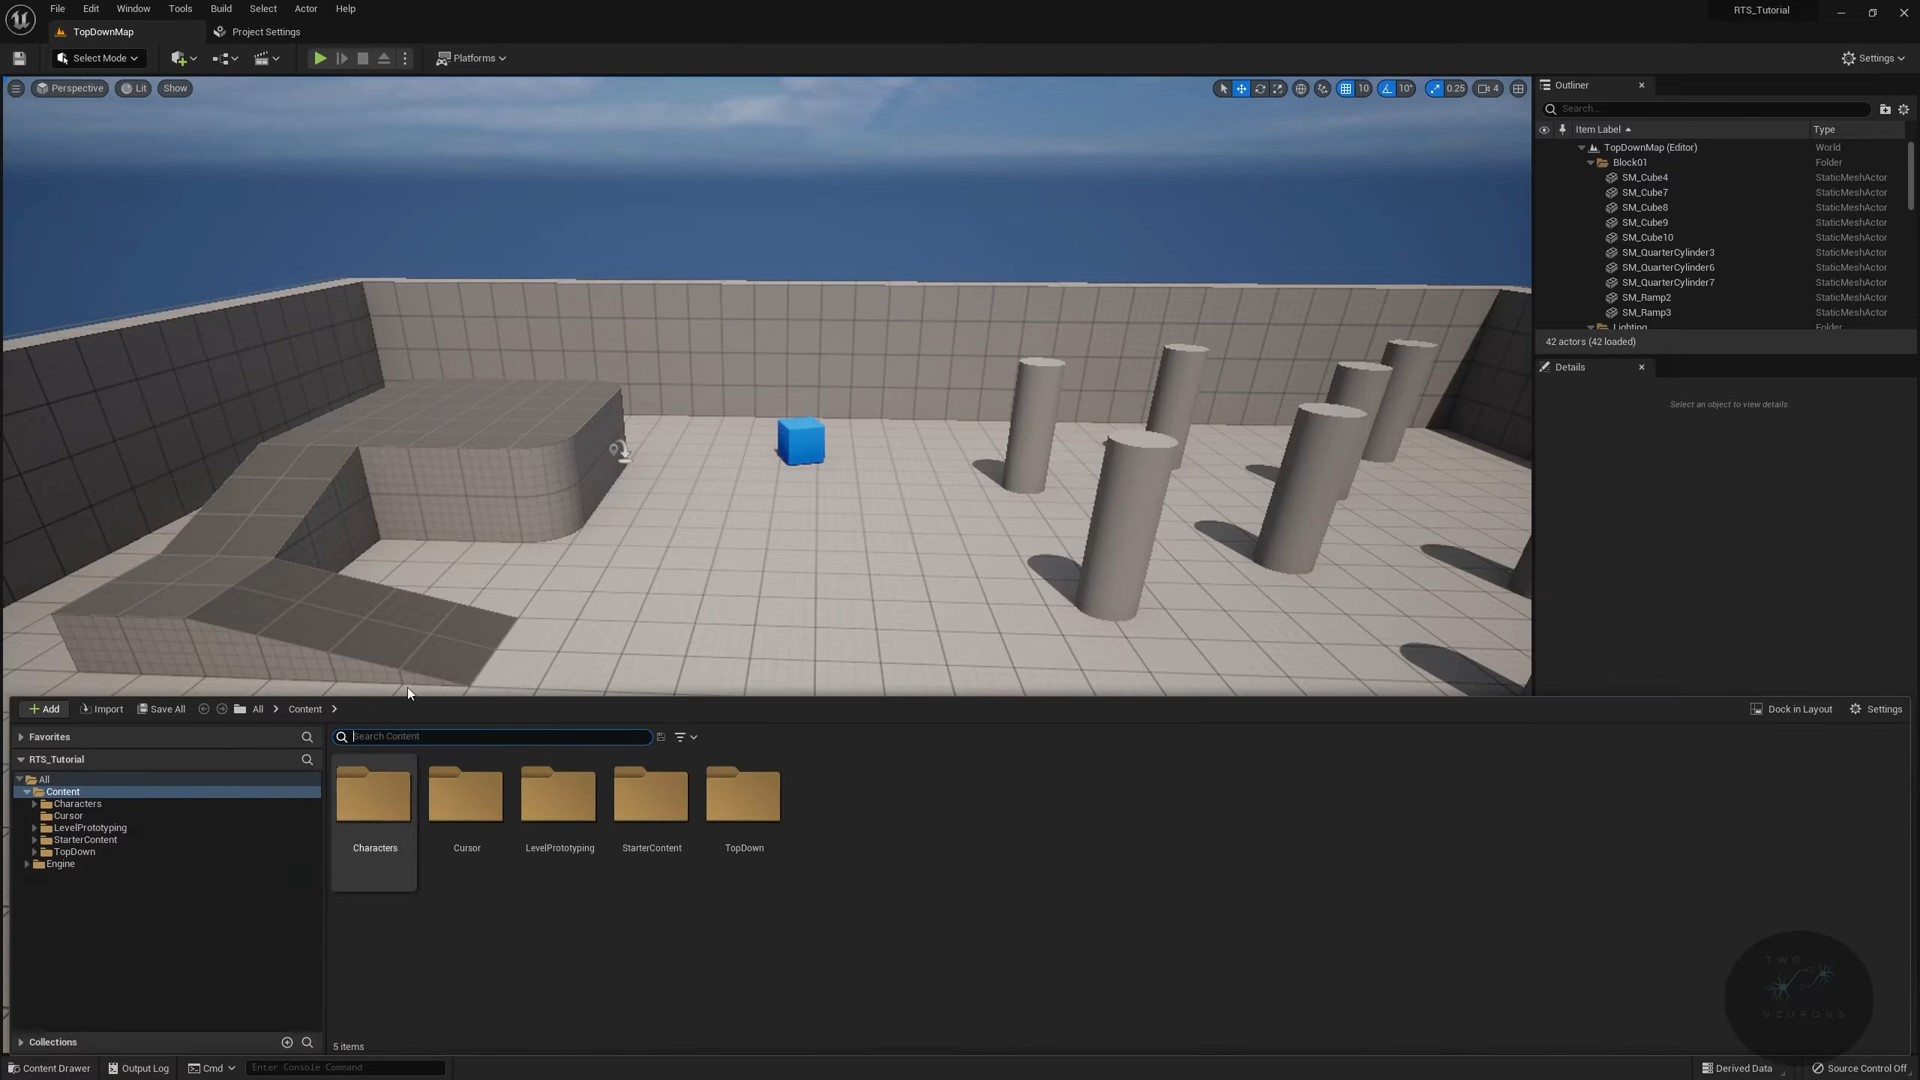 File Edit Window Tools Build Select Actor Help RTS_Tutorial
TopDownMap Project Settings
Select Mode Platforms Settings
Perspective Lit Show 10 10° 0.25 4
Outliner
Search...
Item Label Type
TopDownMap (Editor) World
Block01 Folder
SM_Cube4 StaticMeshActor
SM_Cube7 StaticMeshActor
SM_Cube8 StaticMeshActor
SM_Cube9 StaticMeshActor
SM_Cube10 StaticMeshActor
SM_QuarterCylinder3 StaticMeshActor
SM_QuarterCylinder6 StaticMeshActor
SM_QuarterCylinder7 StaticMeshActor
SM_Ramp2 StaticMeshActor
SM_Ramp3 StaticMeshActor
Lighting Folder
42 actors (42 loaded)
Details
Select an object to view details.
Add Import Save All All Content Dock in Layout Settings
Favorites
Search Content
RTS_Tutorial
All
Content
Characters
Cursor
LevelPrototyping
StarterContent
TopDown
Engine
Characters Cursor LevelPrototyping StarterContent TopDown
TWO
NEURONS
Collections
5 items
Content Drawer Output Log Cmd Enter Console Command Derived Data Source Control Off